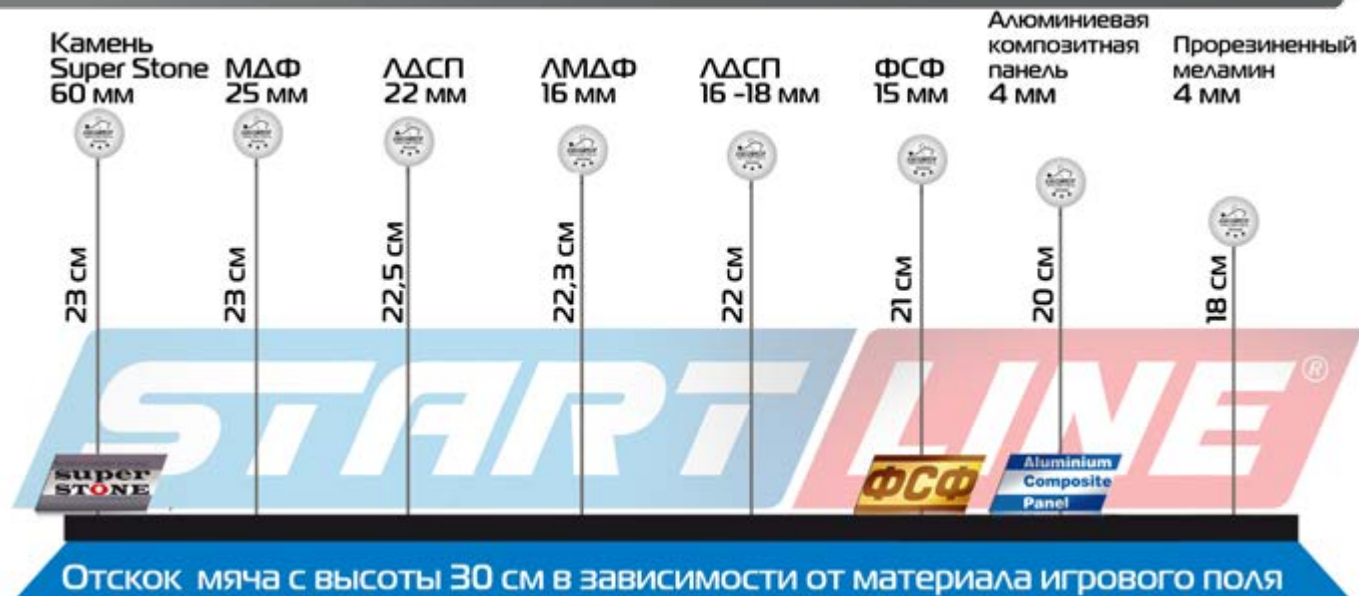 Камень
Super Stone
60 мм
МДФ
25 мм
ЛДСП
22 мм
ЛМДФ
16 мм
ЛДСП
16 -18 мм
ФСФ
15 мм
Алюминиевая
композитная
панель
4 мм
Прорезиненный
меламин
4 мм
23 см
23 см
22,5 см
22,3 см
22 см
21 см
20 см
18 см
START LINE®
super
STONE
ФСФ
Aluminium
Composite
Panel
Отскок мяча с высоты 30 см в зависимости от материала игрового поля